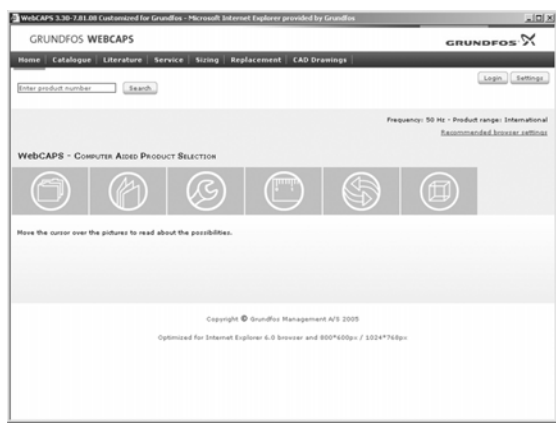 WebCAPS 3.30-7.01.08 Customized for Grundfos - Microsoft Internet Explorer provided by Grundfos
GRUNDFOS WEBCAPS
GRUNDFOS
Home | Catalogue | Literature | Service | Sizing | Replacement | CAD Drawings |
Login Settings
Enter product number Search
Frequency: 50 Hz - Product range: International
Recommended browser settings
WebCAPS - Computer Aided Product Selection
Move the cursor over the pictures to read about the possibilities.
Copyright © Grundfos Management A/S 2005
Optimized for Internet Explorer 6.0 browser and 800*600px / 1024*768px